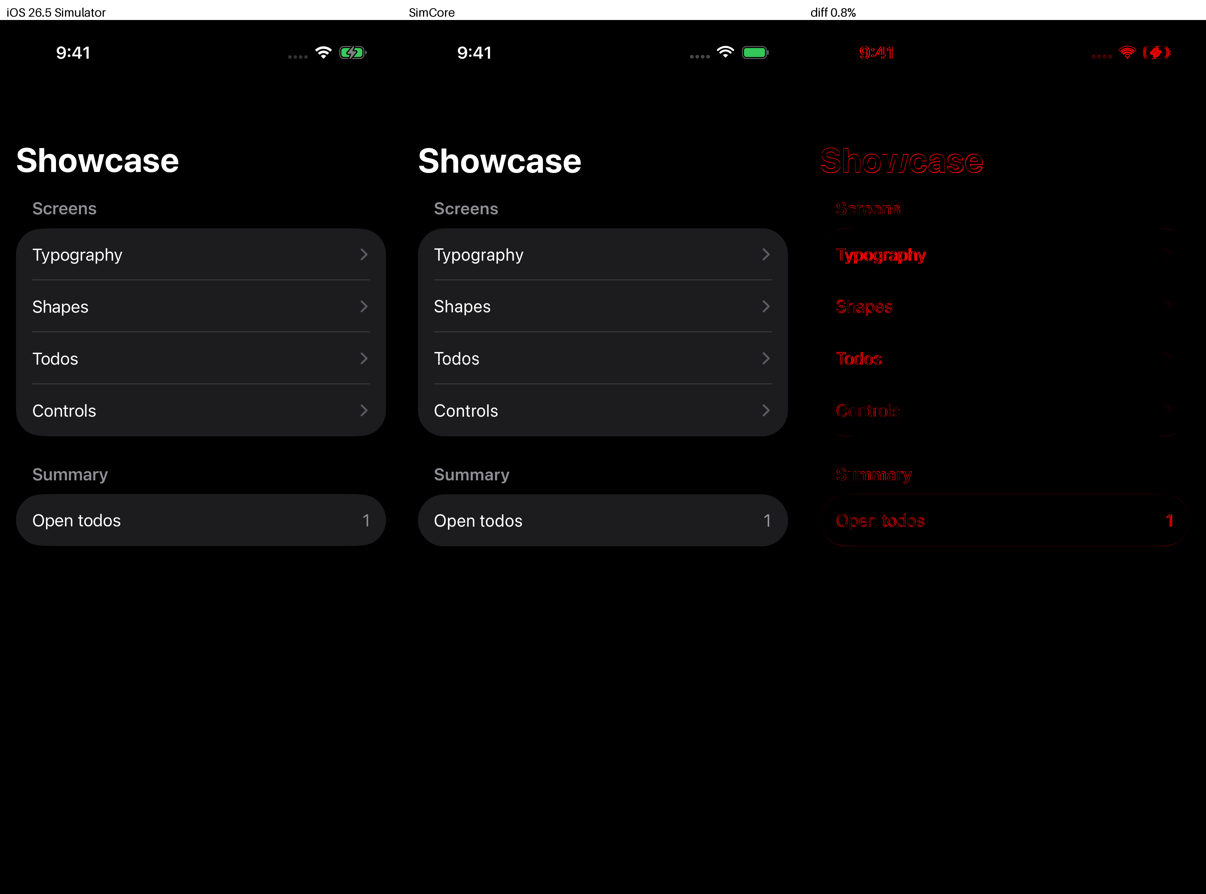 iOS 26.5 Simulator SimCore diff 0.8%
9:41 9:41 9:41
Showcase Showcase Showcase
Screens Screens Screens
Typography Typography Typography
Shapes Shapes Shapes
Todos Todos Todos
Controls Controls Controls
Summary Summary Summary
Open todos 1 Open todos 1 Open todos 1